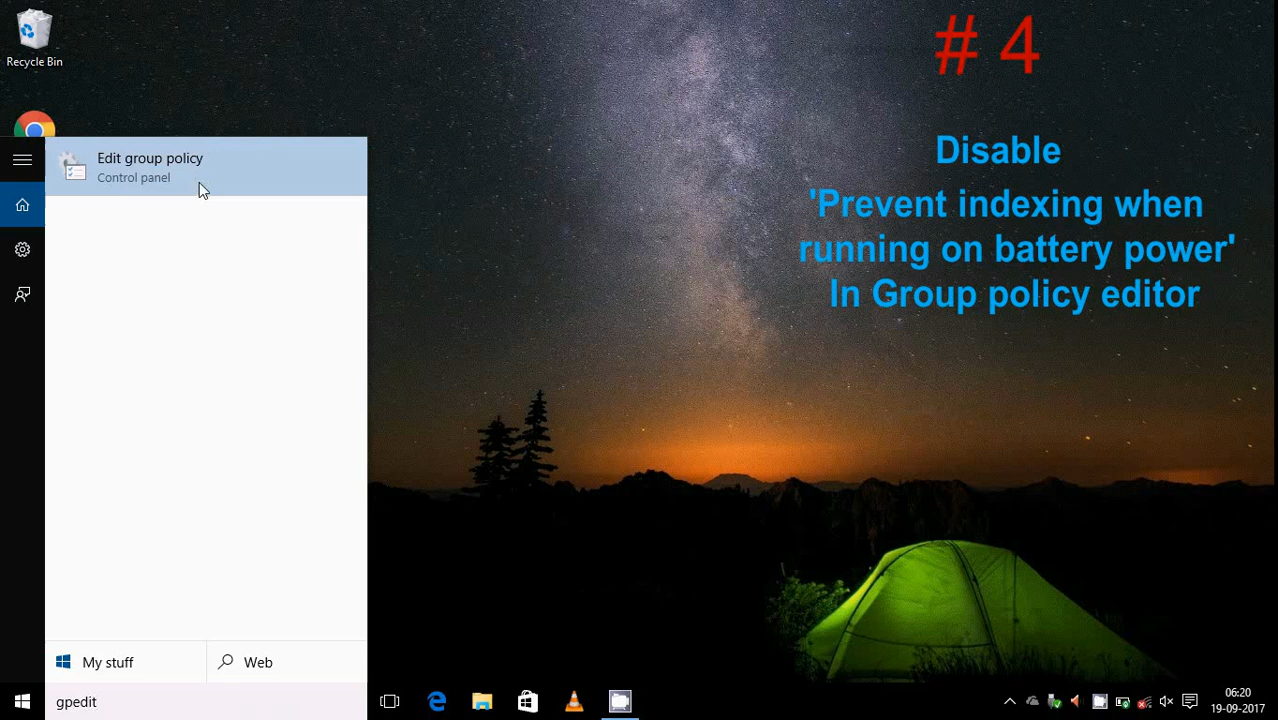 Recycle Bin
# 4
Disable
'Prevent indexing when
running on battery power'
In Group policy editor
Edit group policy
Control panel
My stuff
Web
gpedit
06:20
19-09-2017